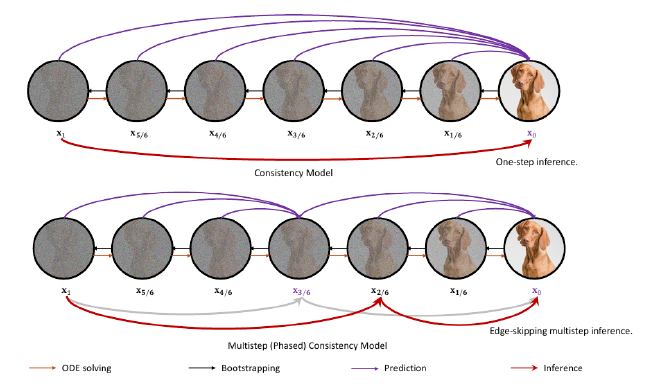 x1 x5/6 x4/6 x3/6 x2/6 x1/6 x0
One-step inference.
Consistency Model
x1 x5/6 x4/6 x3/6 x2/6 x1/6 x0
Edge-skipping multistep inference.
Multistep (Phased) Consistency Model
ODE solving Bootstrapping Prediction Inference